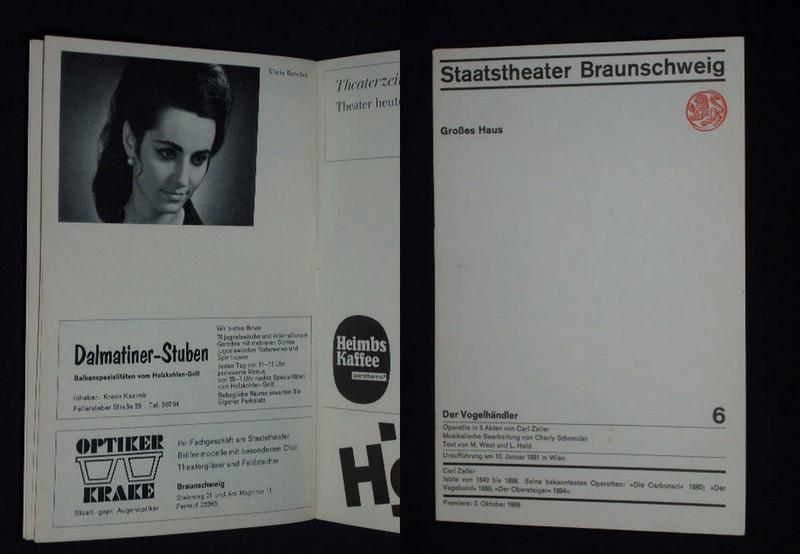 Theaterzei
Theater heute
Dalmatiner-Stuben
Balkanspezialitäten vom Holzkohlen-Grill
Inhaber: Kreso Kazimir
Fallersleber Straße 25 - Tel. 26764
Wir bieten Ihnen
70 jugoslawische und internationale
Gerichte mit mehreren Sorten
jugoslawischer Naturweine und
Spirituosen
Jeden Tag von 11–11 Uhr
preiswerte Menus
von 18–1 Uhr nachts Spezialitäten
vom Holzkohlen-Grill
Behagliche Räume erwarten Sie
Eigener Parkplatz
OPTIKER
KRAKE
Staatl. gepr. Augenoptiker
Ihr Fachgeschäft am Staatstheater
Brillenmodelle mit besonderem Chic
Theatergläser und Feldstecher
Braunschweig
Steinweg 21 und Am Magnitor 11
Fernruf 29365
Heimbs
Kaffee
aerotherm
H
Staatstheater Braunschweig
Großes Haus
Der Vogelhändler
6
Operette in 3 Akten von Carl Zeller
Musikalische Bearbeitung von Charly Schneider
Text von M. West und L. Held
Uraufführung am 10. Januar 1891 in Wien
Carl Zeller
lebte von 1842 bis 1898. Seine bekanntesten Operetten: »Die Carbonari« 1880; »Der
Vagabund« 1886; »Der Obersteiger« 1894«.
Premiere: 3. Oktober 1969